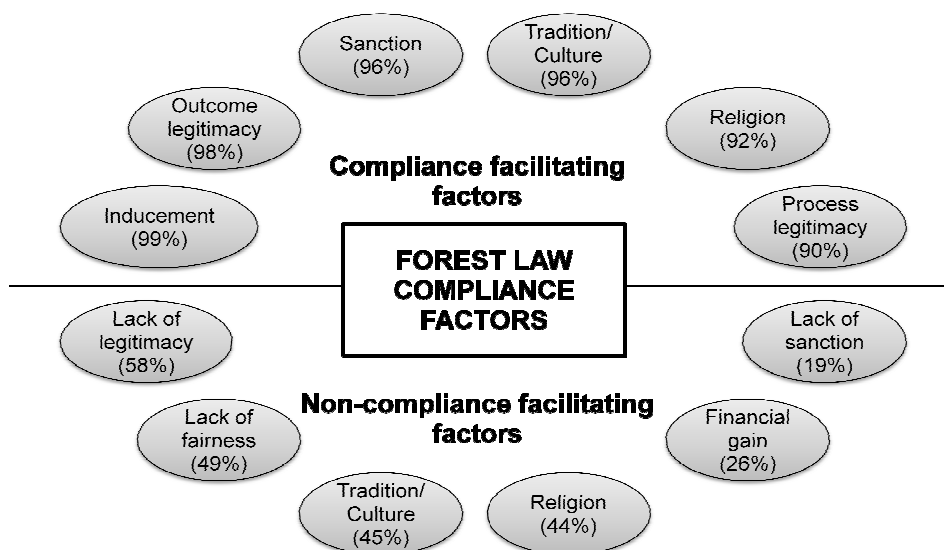 Sanction
(96%)
Tradition/
Culture
(96%)
Outcome
legitimacy
(98%)
Religion
(92%)
Compliance facilitating
factors
Inducement
(99%)
Process
legitimacy
(90%)
FOREST LAW
COMPLIANCE
FACTORS
Lack of
legitimacy
(58%)
Lack of
sanction
(19%)
Non-compliance facilitating
factors
Lack of
fairness
(49%)
Financial
gain
(26%)
Tradition/
Culture
(45%)
Religion
(44%)